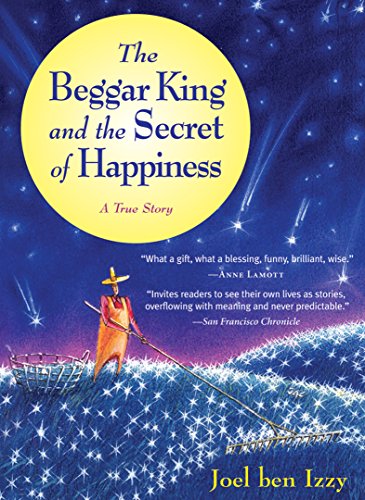 The
Beggar King
and the Secret
of Happiness
A True Story
“What a gift, what a blessing, funny, brilliant, wise.”
—Anne Lamott
“Invites readers to see their own lives as stories,
overflowing with meaning and never predictable.”
—San Francisco Chronicle
Joel ben Izzy